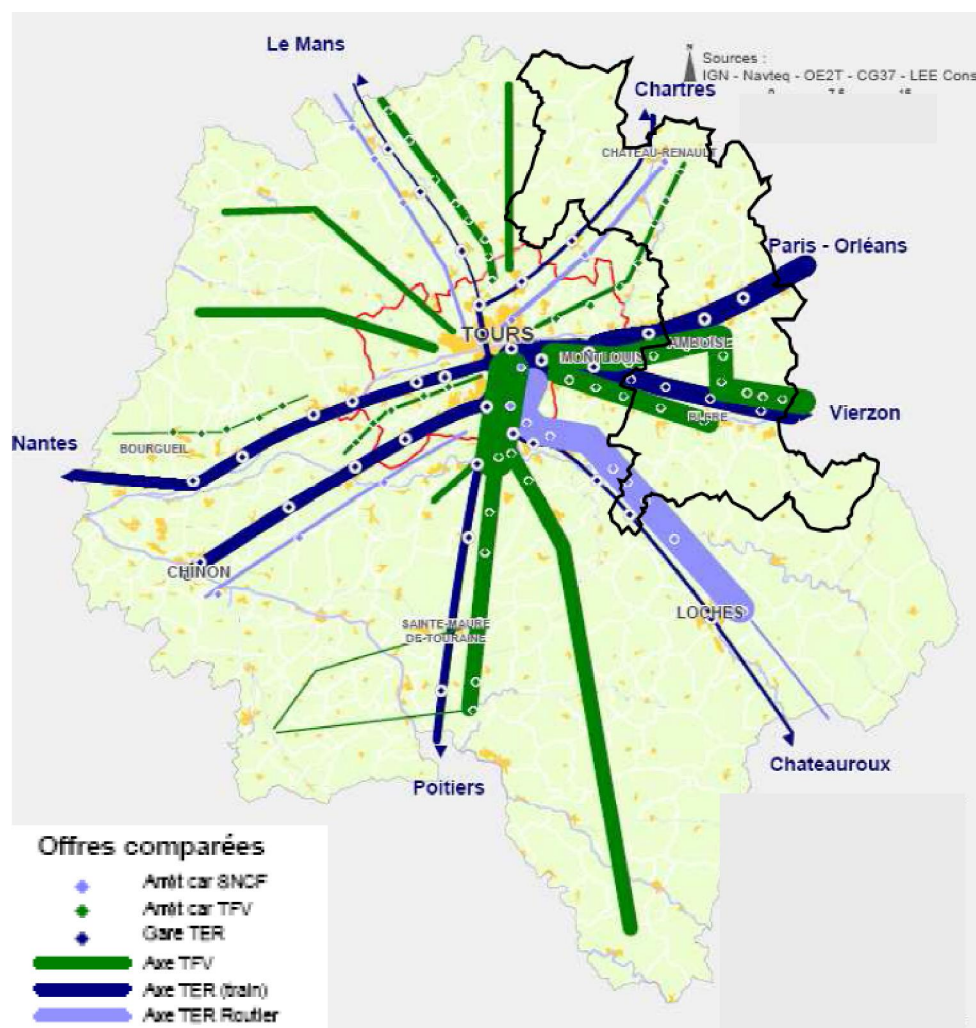 Le Mans
N
Sources :
IGN - Navteq - OE2T - CG37 - LEE Cons
Chartres
CHATEAU-RENAULT
Paris - Orléans
TOURS
AMBOISE
MONTLOUIS
BLERE
Vierzon
Nantes
BOURGUEIL
CHINON
LOCHES
SAINTE-MAURE
DE-TOURAINE
Chateauroux
Poitiers
Offres comparées
Arrêt car SNCF
Arrêt car TFV
Gare TER
Axe TFV
Axe TER (train)
Axe TER Routier